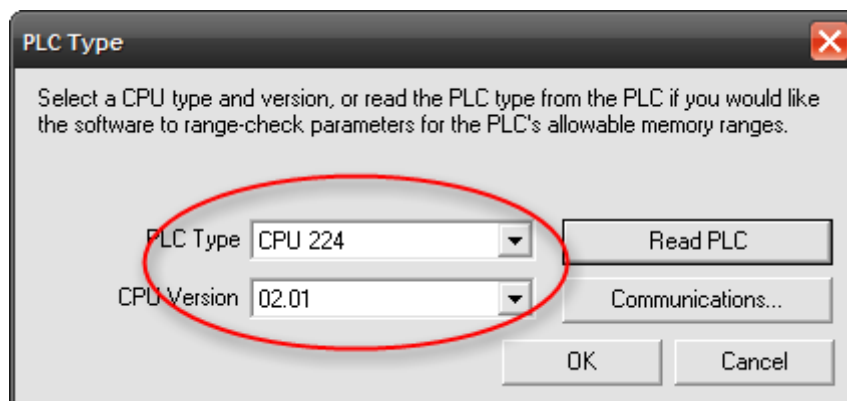 PLC Type
Select a CPU type and version, or read the PLC type from the PLC if you would like
the software to range-check parameters for the PLC's allowable memory ranges.
PLC Type CPU 224 Read PLC
CPU Version 02.01 Communications...
OK Cancel